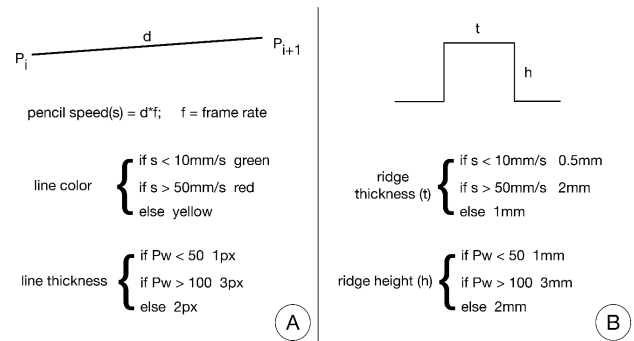 d
Pi
Pi+1
pencil speed(s) = d*f; f = frame rate
line color
if s < 10mm/s green
if s > 50mm/s red
else yellow
line thickness
if Pw < 50 1px
if Pw > 100 3px
else 2px
A
t
h
ridge
thickness (t)
if s < 10mm/s 0.5mm
if s > 50mm/s 2mm
else 1mm
ridge height (h)
if Pw < 50 1mm
if Pw > 100 3mm
else 2mm
B